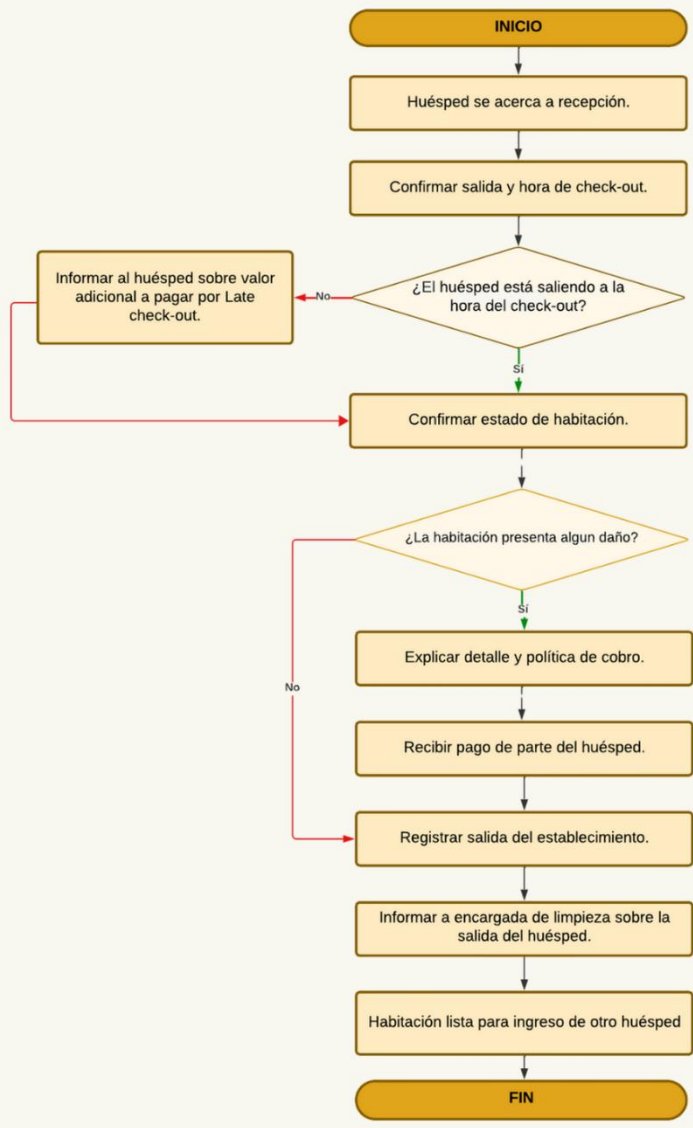 INICIO
Huésped se acerca a recepción.
Confirmar salida y hora de check-out.
¿El huésped está saliendo a la
hora del check-out?
No
Informar al huésped sobre valor
adicional a pagar por Late
check-out.
Sí
Confirmar estado de habitación.
¿La habitación presenta algun daño?
Sí
Explicar detalle y política de cobro.
No
Recibir pago de parte del huésped.
Registrar salida del establecimiento.
Informar a encargada de limpieza sobre la
salida del huésped.
Habitación lista para ingreso de otro huésped
FIN